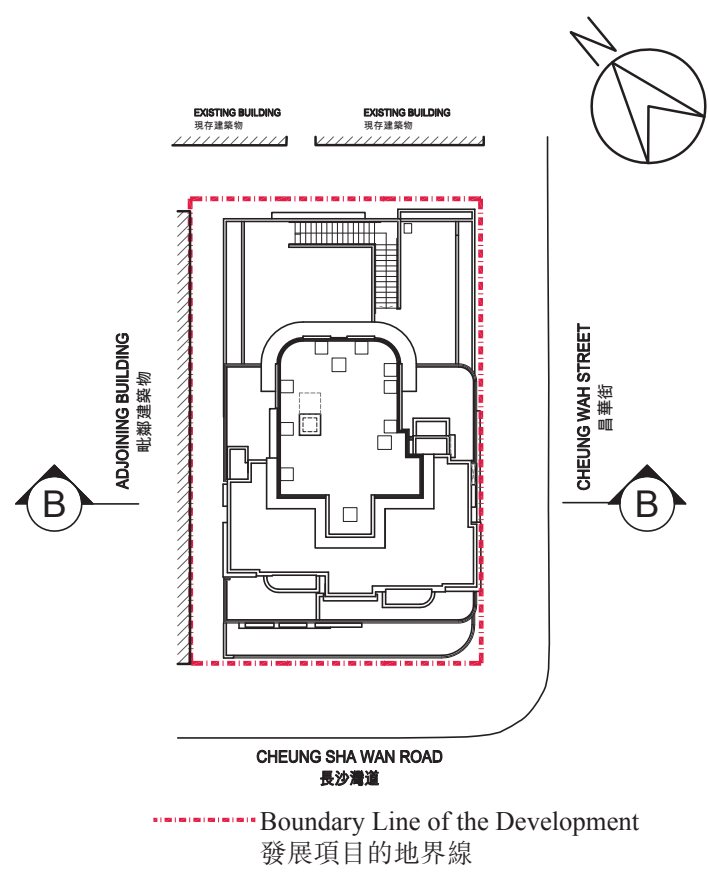 N
EXISTING BUILDING
現存建築物
EXISTING BUILDING
現存建築物
ADJOINING BUILDING
毗鄰建築物
CHEUNG WAH STREET
昌華街
B
B
CHEUNG SHA WAN ROAD
長沙灣道
Boundary Line of the Development
發展項目的地界線